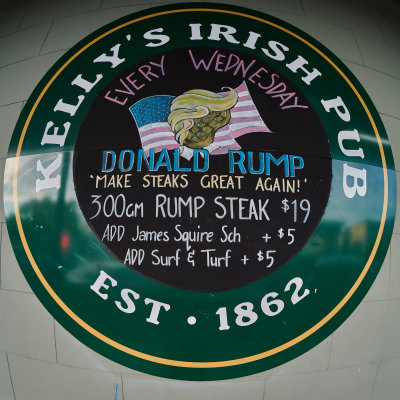 KELLY'S IRISH PUB
EVERY WEDNESDAY
DONALD RUMP
'MAKE STEAKS GREAT AGAIN!'
300GM RUMP STEAK $19
ADD James Squire Sch + $5
ADD Surf & Turf + $5
EST • 1862